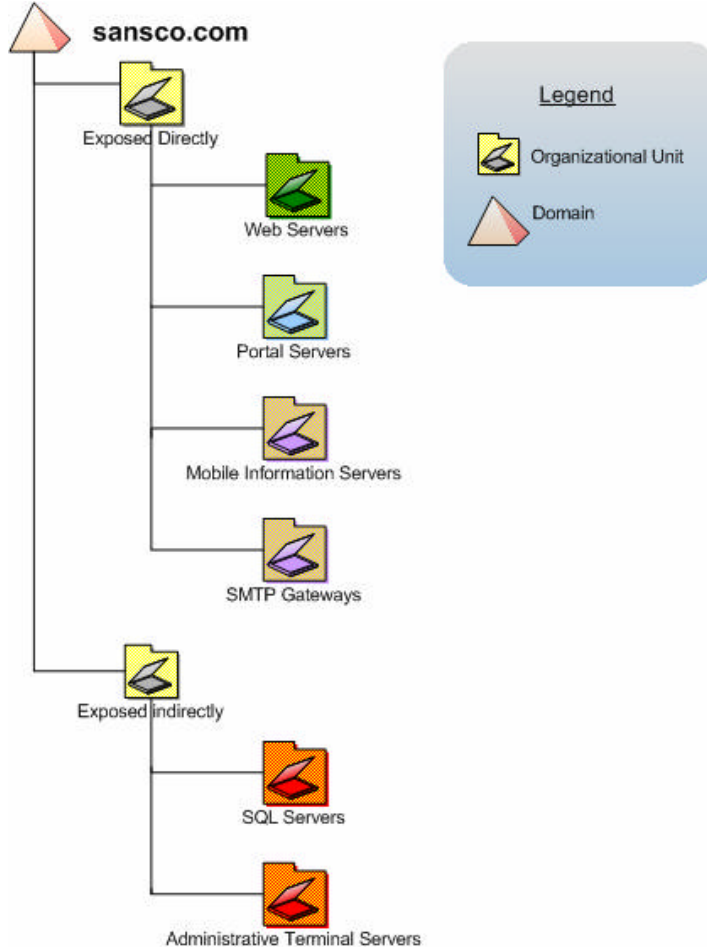 sansco.com
Exposed Directly
Web Servers
Portal Servers
Mobile Information Servers
SMTP Gateways
Exposed indirectly
SQL Servers
Administrative Terminal Servers
Legend
Organizational Unit
Domain